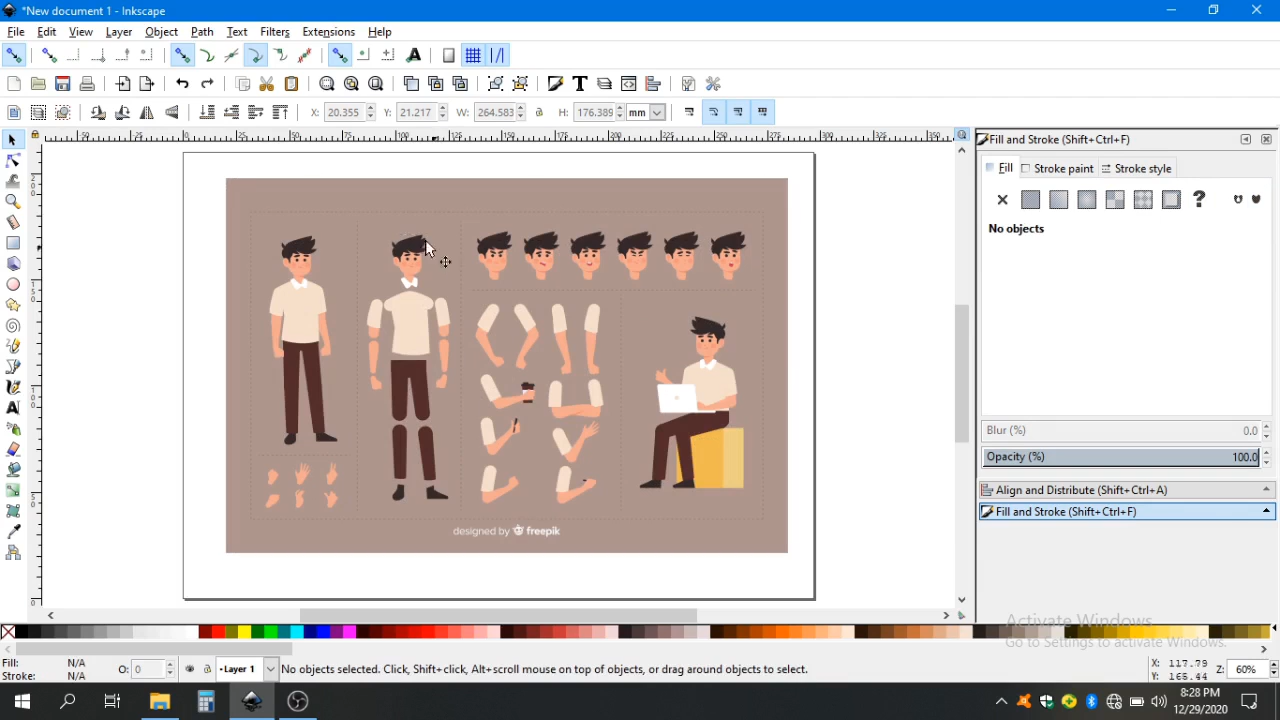 *New document 1 - Inkscape
File Edit View Layer Object Path Text Filters Extensions Help
X: 20.355 Y: 21.217 W: 264.583 H: 176.389 mm
Fill and Stroke (Shift+Ctrl+F)
Fill Stroke paint Stroke style
No objects
designed by freepik
Blur (%) 0.0
Opacity (%) 100.0
Align and Distribute (Shift+Ctrl+A)
Fill and Stroke (Shift+Ctrl+F)
Activate Windows
Go to Settings to activate Windows.
Fill: N/A
Stroke: N/A
O: 0
Layer 1
No objects selected. Click, Shift+click, Alt+scroll mouse on top of objects, or drag around objects to select.
X: 117.79
Y: 165.44
Z: 60%
8:28 PM
12/29/2020